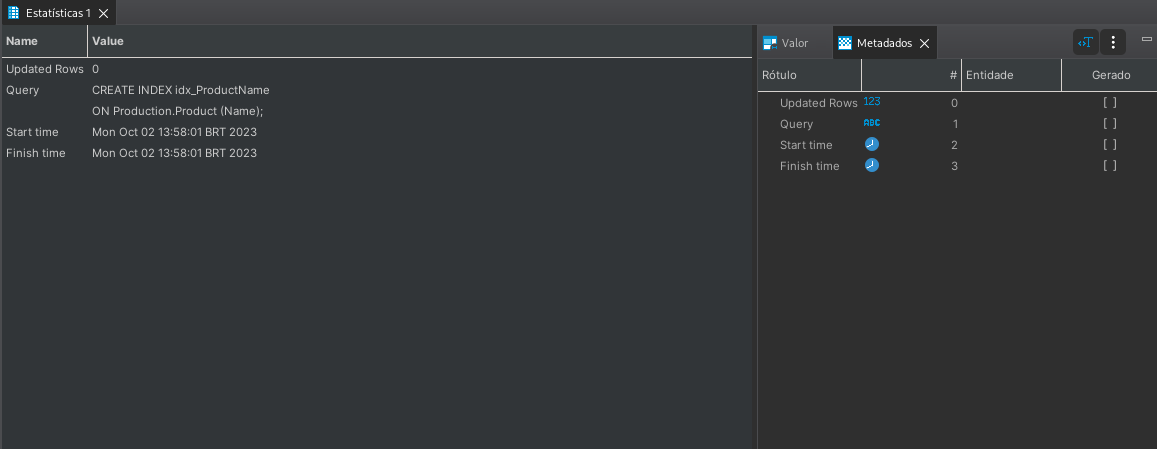 Estatísticas 1
Name Value
Updated Rows 0
Query CREATE INDEX idx_ProductName
ON Production.Product (Name);
Start time Mon Oct 02 13:58:01 BRT 2023
Finish time Mon Oct 02 13:58:01 BRT 2023
Valor Metadados
Rótulo # Entidade Gerado
Updated Rows 123 0 [ ]
Query ABC 1 [ ]
Start time 2 [ ]
Finish time 3 [ ]